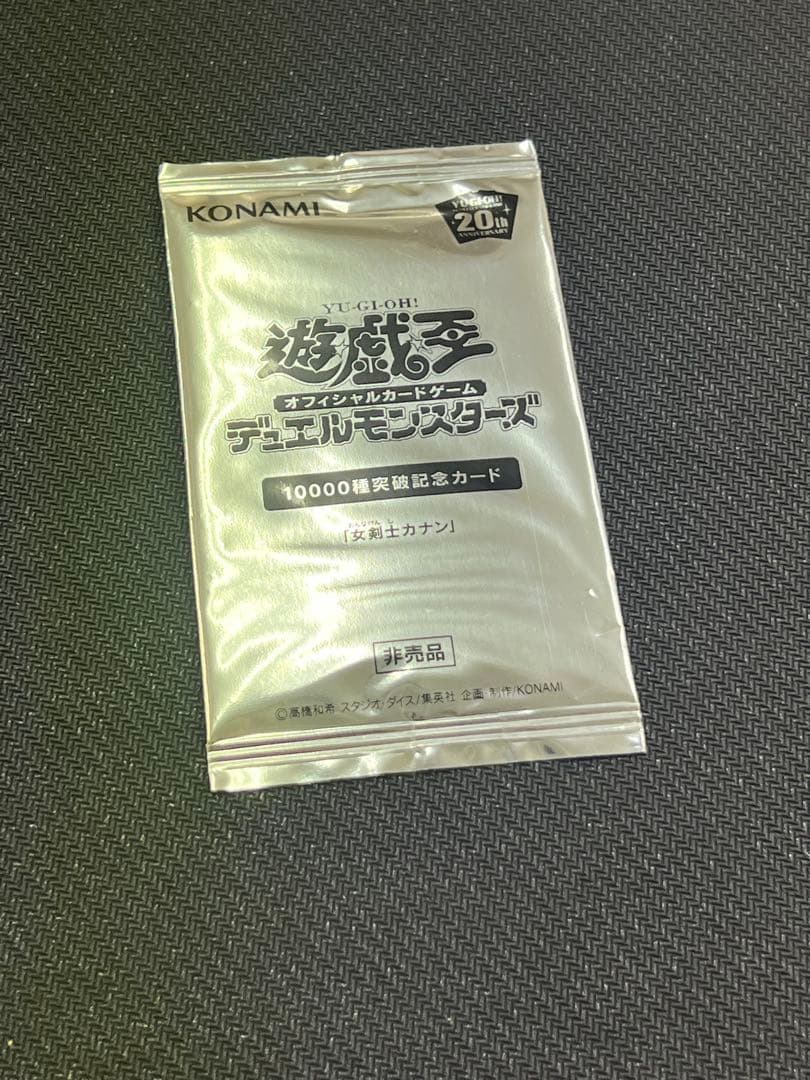 KONAMI
YU-GI-OH!
20th
ANNIVERSARY
YU-GI-OH!
遊戯王
オフィシャルカードゲーム
デュエルモンスターズ
10000種突破記念カード
「女剣士カナン」
非売品
©高橋和希 スタジオ・ダイス/集英社 企画・制作/KONAMI